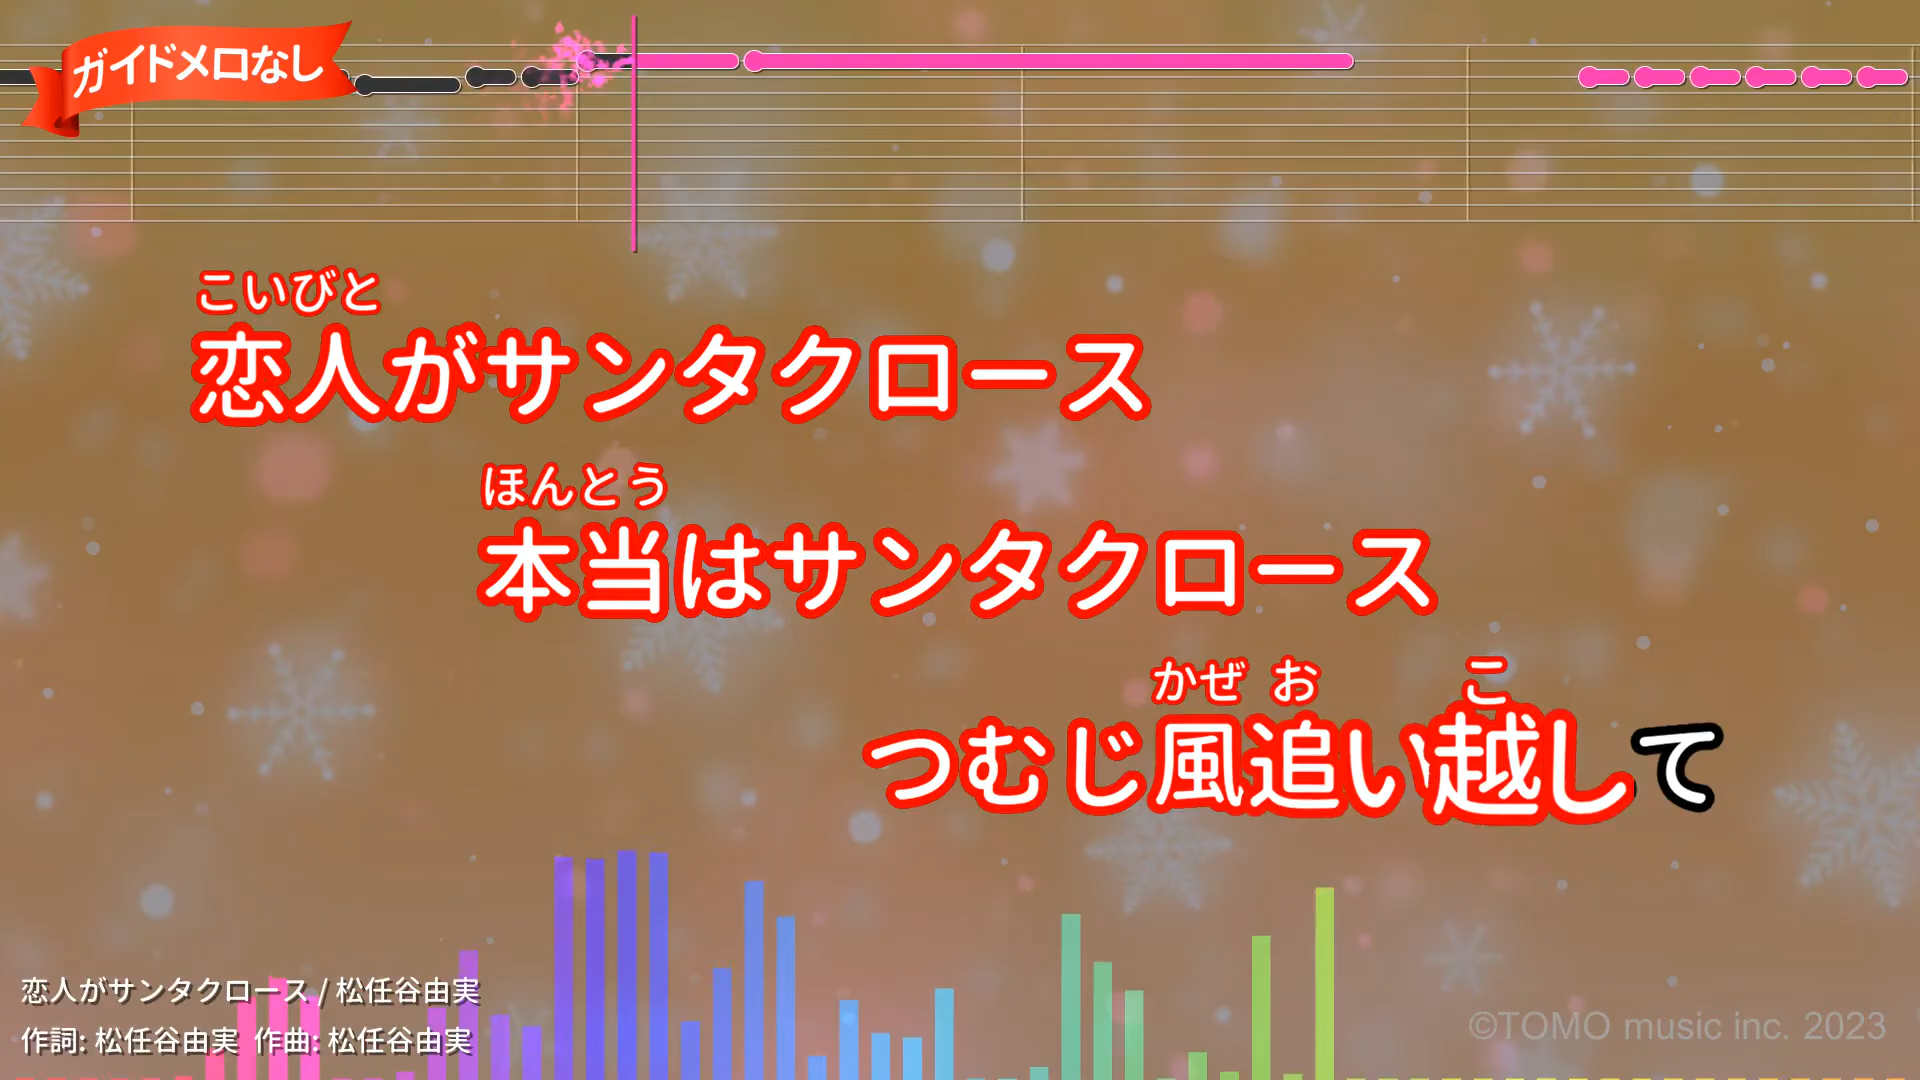 ガイドメロなし
こいびと
恋人がサンタクロース
ほんとう
本当はサンタクロース
かぜ お こ
つむじ風追い越して
恋人がサンタクロース / 松任谷由実
作詞: 松任谷由実 作曲: 松任谷由実
©TOMO music inc. 2023